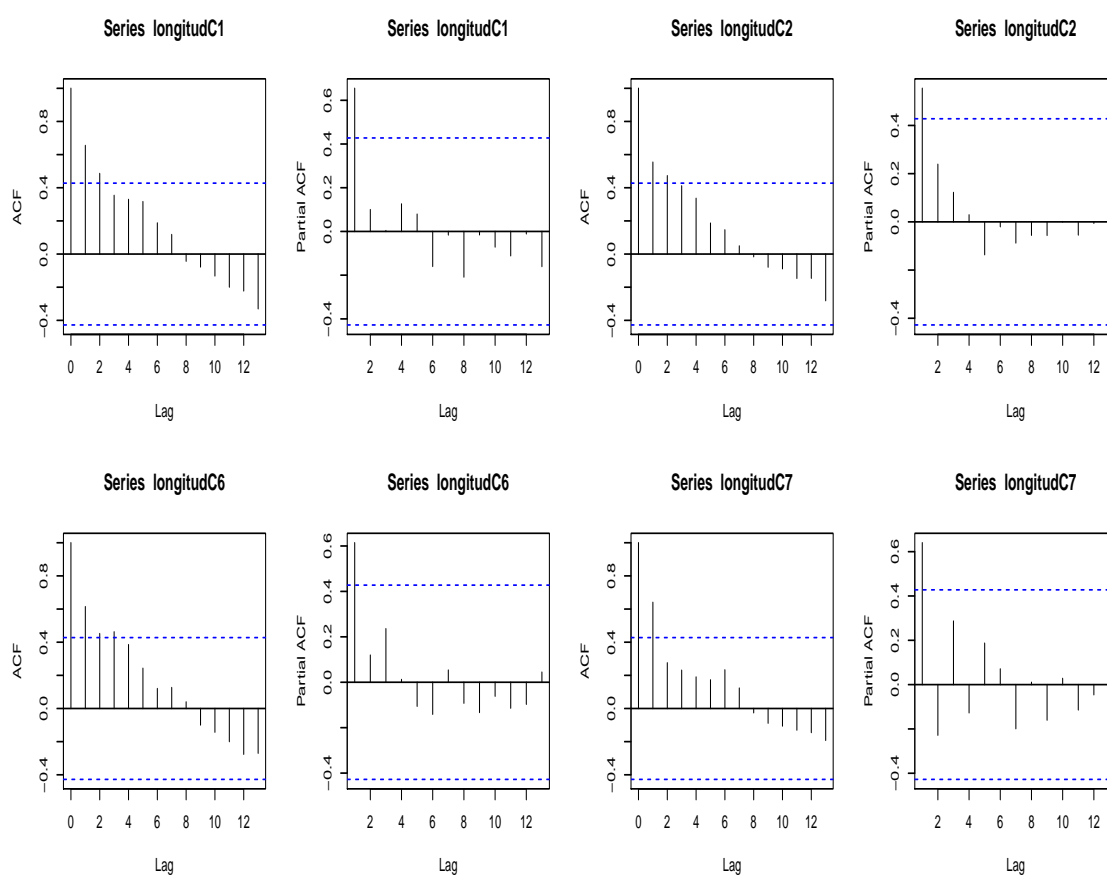 Series longitudC1
ACF
0.8
0.4
0.0
−0.4
0 2 4 6 8 10 12
Lag
Series longitudC1
Partial ACF
0.6
0.4
0.2
0.0
−0.4
2 4 6 8 10 12
Series longitudC2
ACF
0.8
0.4
0.0
−0.4
0 2 4 6 8 10 12
Lag
Series longitudC2
Partial ACF
0.4
0.2
0.0
−0.4
2 4 6 8 10 12
Series longitudC6
ACF
0.8
0.4
0.0
−0.4
0 2 4 6 8 10 12
Lag
Series longitudC6
Partial ACF
0.6
0.4
0.2
0.0
−0.4
2 4 6 8 10 12
Series longitudC7
ACF
0.8
0.4
0.0
−0.4
0 2 4 6 8 10 12
Lag
Series longitudC7
Partial ACF
0.6
0.4
0.2
0.0
−0.4
2 4 6 8 10 12